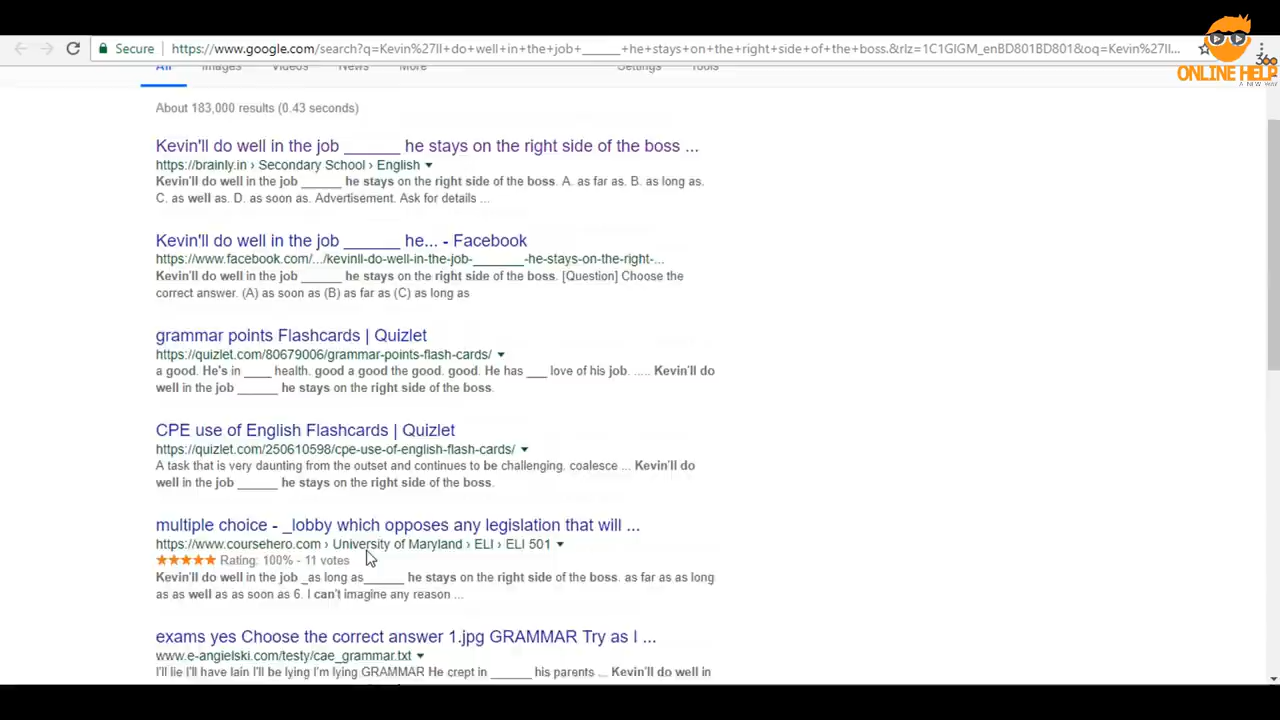 Secure https://www.google.com/search?q=Kevin%27ll+do+well+in+the+job+______+he+stays+on+the+right+side+of+the+boss.&rlz=1C1GIGM_enBD801BD801&oq=Kevin%27ll...
360
ONLINE HELP
A NEW WAY
All Images Videos News More Settings Tools
About 183,000 results (0.43 seconds)
Kevin'll do well in the job ______ he stays on the right side of the boss ...
https://brainly.in › Secondary School › English
Kevin'll do well in the job ______ he stays on the right side of the boss. A. as far as. B. as long as.
C. as well as. D. as soon as. Advertisement. Ask for details ...
Kevin'll do well in the job ______ he... - Facebook
https://www.facebook.com/.../kevinll-do-well-in-the-job-_______-he-stays-on-the-right-...
Kevin'll do well in the job ______ he stays on the right side of the boss. [Question] Choose the
correct answer. (A) as soon as (B) as far as (C) as long as
grammar points Flashcards | Quizlet
https://quizlet.com/80679006/grammar-points-flash-cards/
a good. He's in ____ health. good a good the good. good. He has ___ love of his job. ..... Kevin'll do
well in the job ______ he stays on the right side of the boss.
CPE use of English Flashcards | Quizlet
https://quizlet.com/250610598/cpe-use-of-english-flash-cards/
A task that is very daunting from the outset and continues to be challenging. coalesce ... Kevin'll do
well in the job ______ he stays on the right side of the boss.
multiple choice - _lobby which opposes any legislation that will ...
https://www.coursehero.com › University of Maryland › ELI › ELI 501
Rating: 100% - 11 votes
Kevin'll do well in the job _as long as______ he stays on the right side of the boss. as far as as long
as as well as as soon as 6. I can't imagine any reason ...
exams yes Choose the correct answer 1.jpg GRAMMAR Try as I ...
www.e-angielski.com/testy/cae_grammar.txt
I'll lie I'll have lain I'll be lying I'm lying GRAMMAR He crept in ______ his parents ... Kevin'll do well in